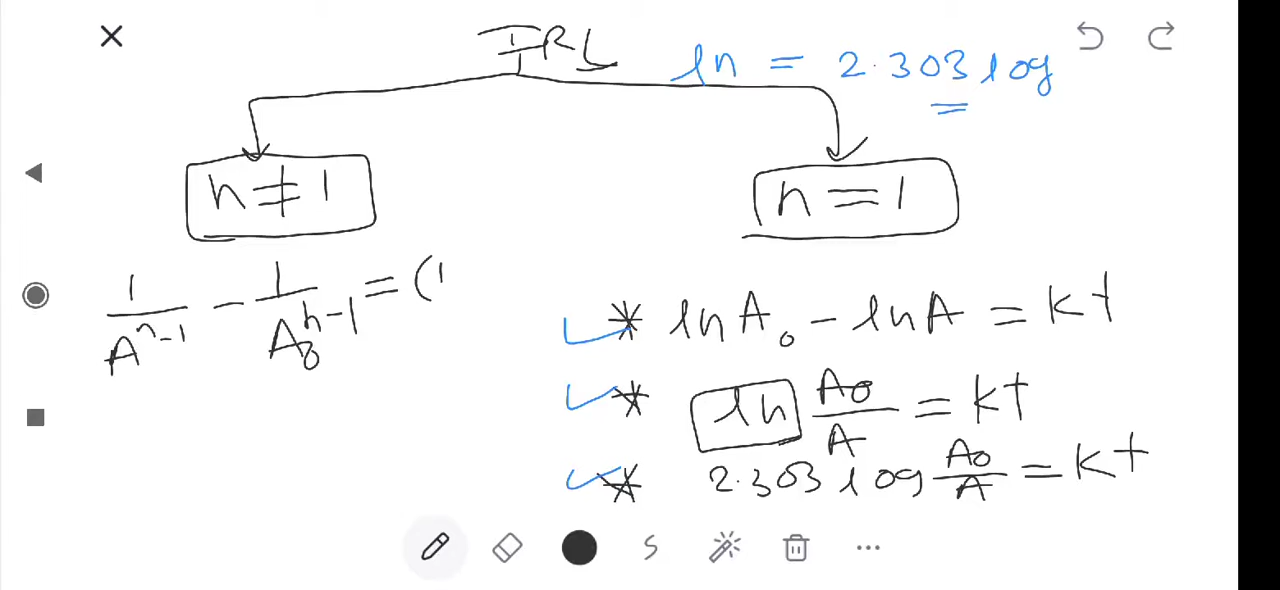 IRL
ln = 2.303 log
n ≠ 1
n = 1
1/A^n-1 - 1/A₀^n-1 = (1
* ln A₀ - ln A = kt
* ln A₀/A = kt
* 2.303 log A₀/A = kt